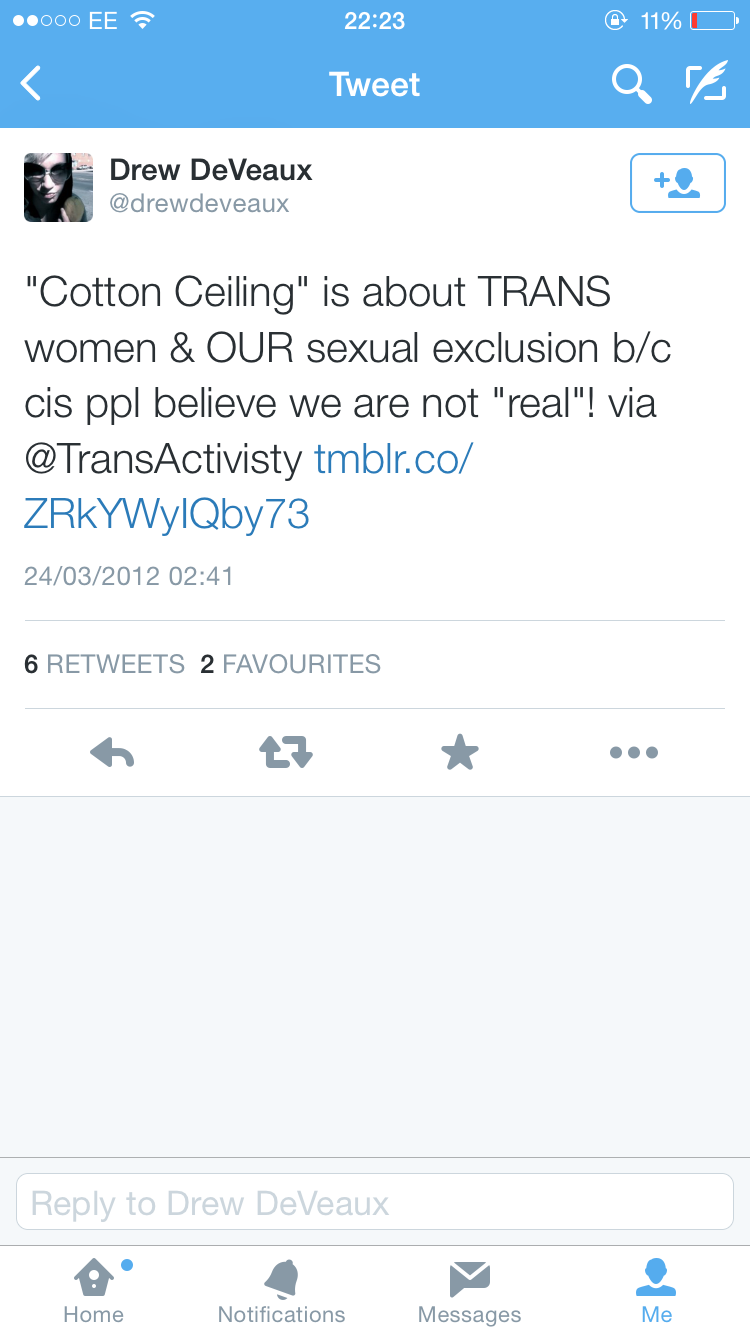 EE 22:23 11%
Tweet
Drew DeVeaux
@drewdeveaux
"Cotton Ceiling" is about TRANS
women & OUR sexual exclusion b/c
cis ppl believe we are not "real"! via
@TransActivisty tmblr.co/
ZRkYWyIQby73
24/03/2012 02:41
6 RETWEETS 2 FAVOURITES
Reply to Drew DeVeaux
Home Notifications Messages Me